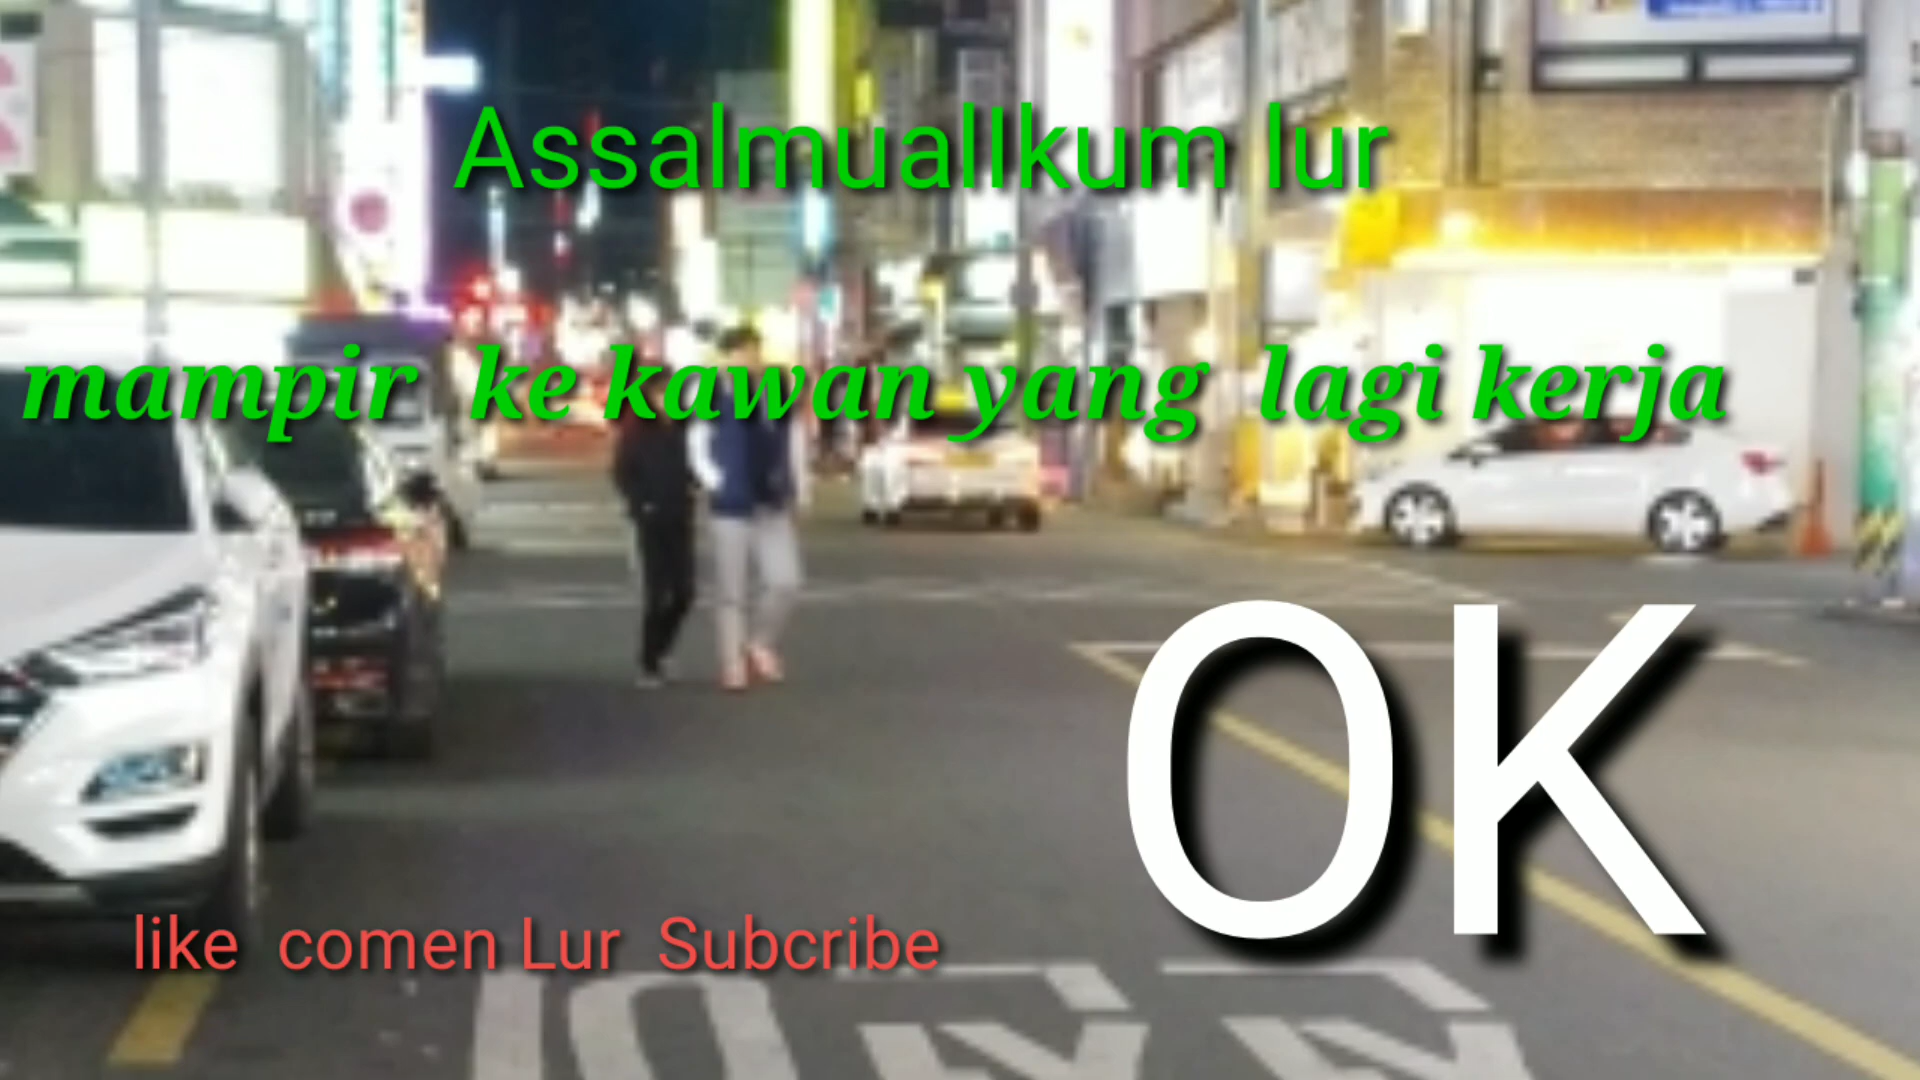 Assalmuallkum lur
mampir ke kawan yang lagi kerja
OK
like comen Lur Subcribe